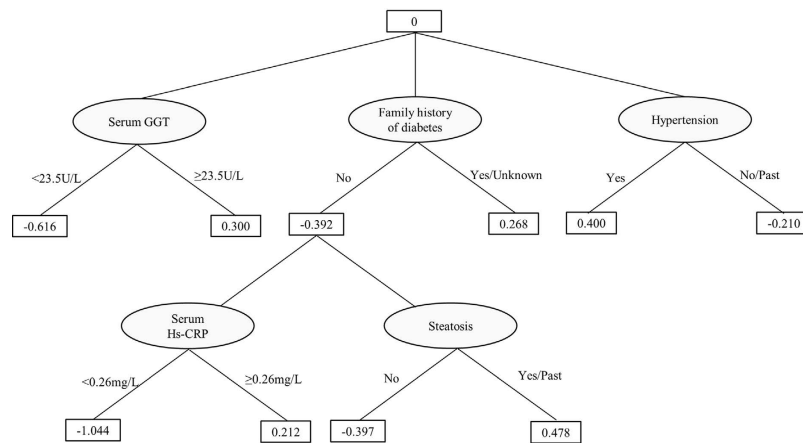 0
Serum GGT
Family history
of diabetes
Hypertension
<23.5U/L
≥23.5U/L
No
Yes/Unknown
Yes
No/Past
-0.616
0.300
-0.392
0.268
0.400
-0.210
Serum
Hs-CRP
Steatosis
<0.26mg/L
≥0.26mg/L
No
Yes/Past
-1.044
0.212
-0.397
0.478